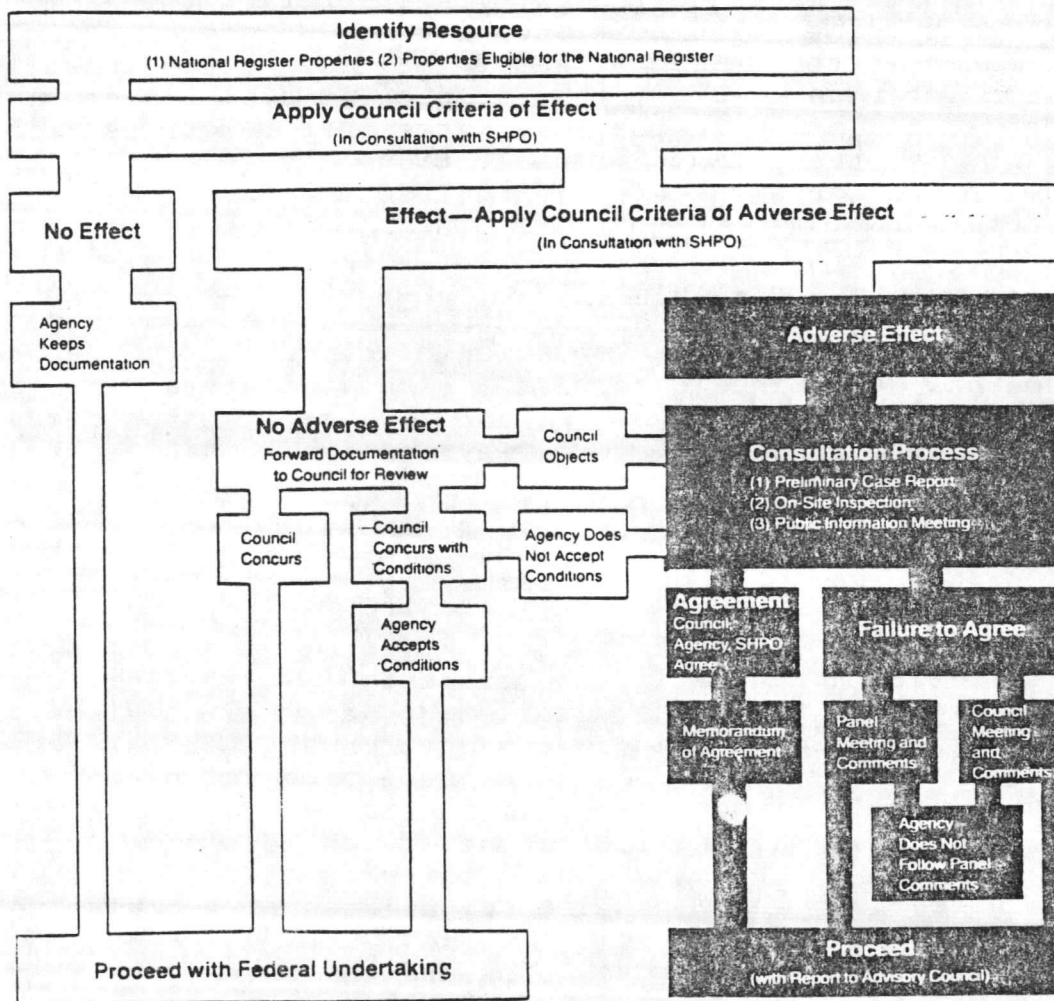 Identify Resource
(1) National Register Properties (2) Properties Eligible for the National Register
Apply Council Criteria of Effect
(In Consultation with SHPO)
No Effect
Effect—Apply Council Criteria of Adverse Effect
(In Consultation with SHPO)
Agency
Keeps
Documentation
Adverse Effect
No Adverse Effect
Forward Documentation
to Council for Review
Council
Objects
Consultation Process
(1) Preliminary Case Report
(2) On-Site Inspection
(3) Public Information Meeting
Council
Concurs
Council
Concurs with
Conditions
Agency Does
Not Accept
Conditions
Agency
Accepts
Conditions
Agreement
Council,
Agency, SHPO
Agree
Failure to Agree
Memorandum
of Agreement
Panel
Meeting and
Comments
Council
Meeting
and
Comments
Agency
Does Not
Follow Panel
Comments
Proceed with Federal Undertaking
Proceed
(with Report to Advisory Council)